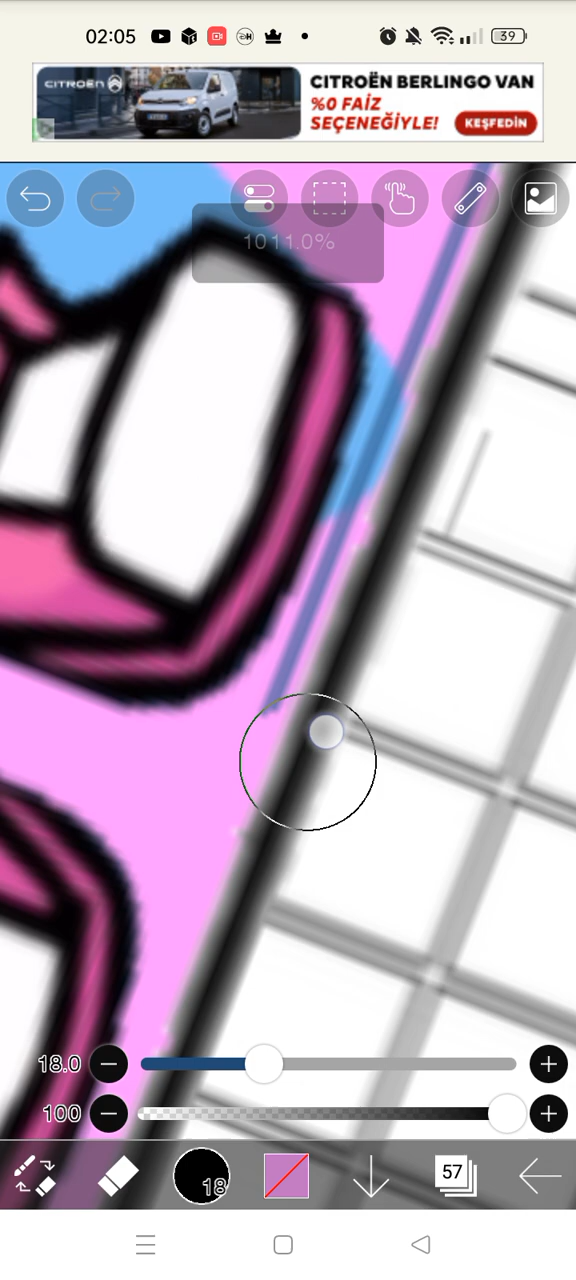 02:05
39
CITROËN
CITROËN BERLINGO VAN
%0 FAİZ
SEÇENEĞİYLE!
KEŞFEDİN
1011.0%
18.0
100
18
57